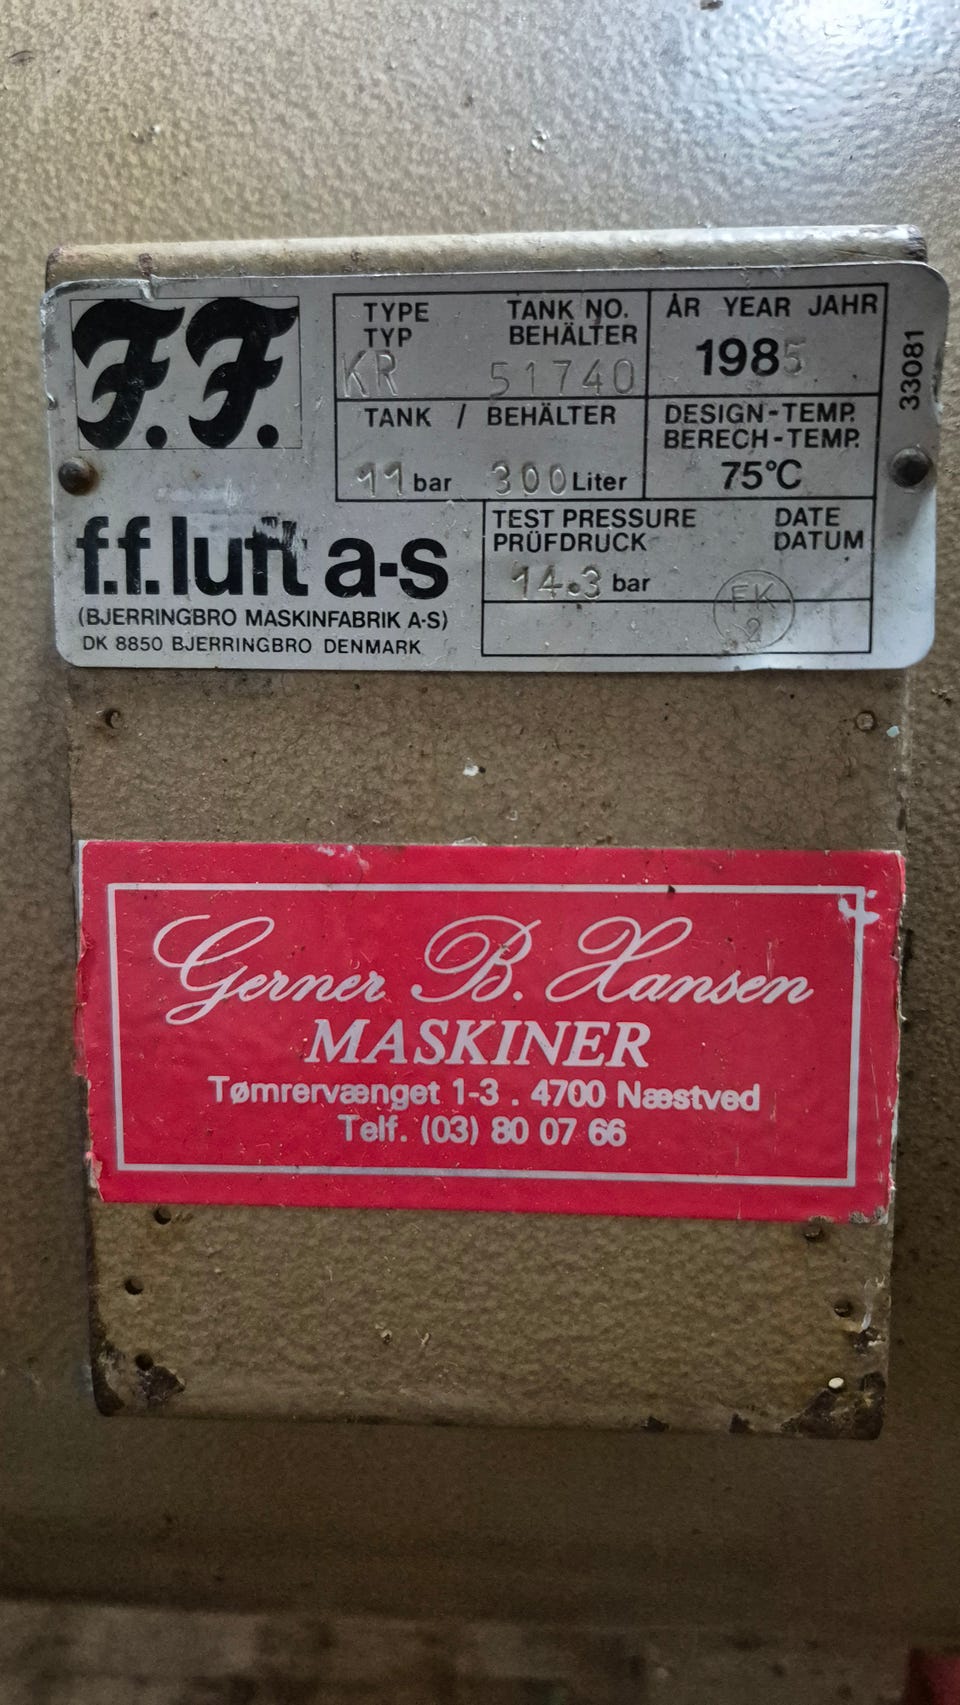 F.F.
TYPE
TYP
KR
TANK NO.
BEHÄLTER
51740
ÅR YEAR JAHR
1985
33081
TANK / BEHÄLTER
11 bar 300 Liter
DESIGN-TEMP.
BERECH-TEMP.
75°C
f.f. luft a-s
(BJERRINGBRO MASKINFABRIK A-S)
DK 8850 BJERRINGBRO DENMARK
TEST PRESSURE
PRÜFDRUCK
14.3 bar
DATE
DATUM
FK
2
Gerner B. Hansen
MASKINER
Tømrervænget 1-3 . 4700 Næstved
Telf. (03) 80 07 66